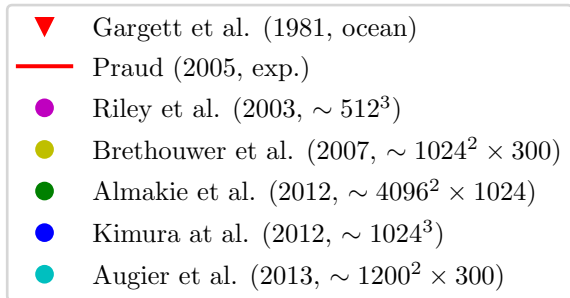 Gargett et al. (1981, ocean)
Praud (2005, exp.)
Riley et al. (2003, ∼ 512³)
Brethouwer et al. (2007, ∼ 1024² × 300)
Almakie et al. (2012, ∼ 4096² × 1024)
Kimura at al. (2012, ∼ 1024³)
Augier et al. (2013, ∼ 1200² × 300)